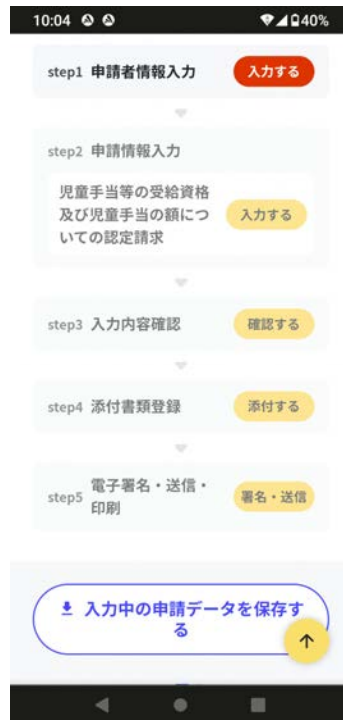 10:04
40%
step1 申請者情報入力 入力する
step2 申請情報入力
児童手当等の受給資格
及び児童手当の額につ
いての認定請求
入力する
step3 入力内容確認 確認する
step4 添付書類登録 添付する
step5 電子署名・送信・
印刷
署名・送信
入力中の申請データを保存す
る